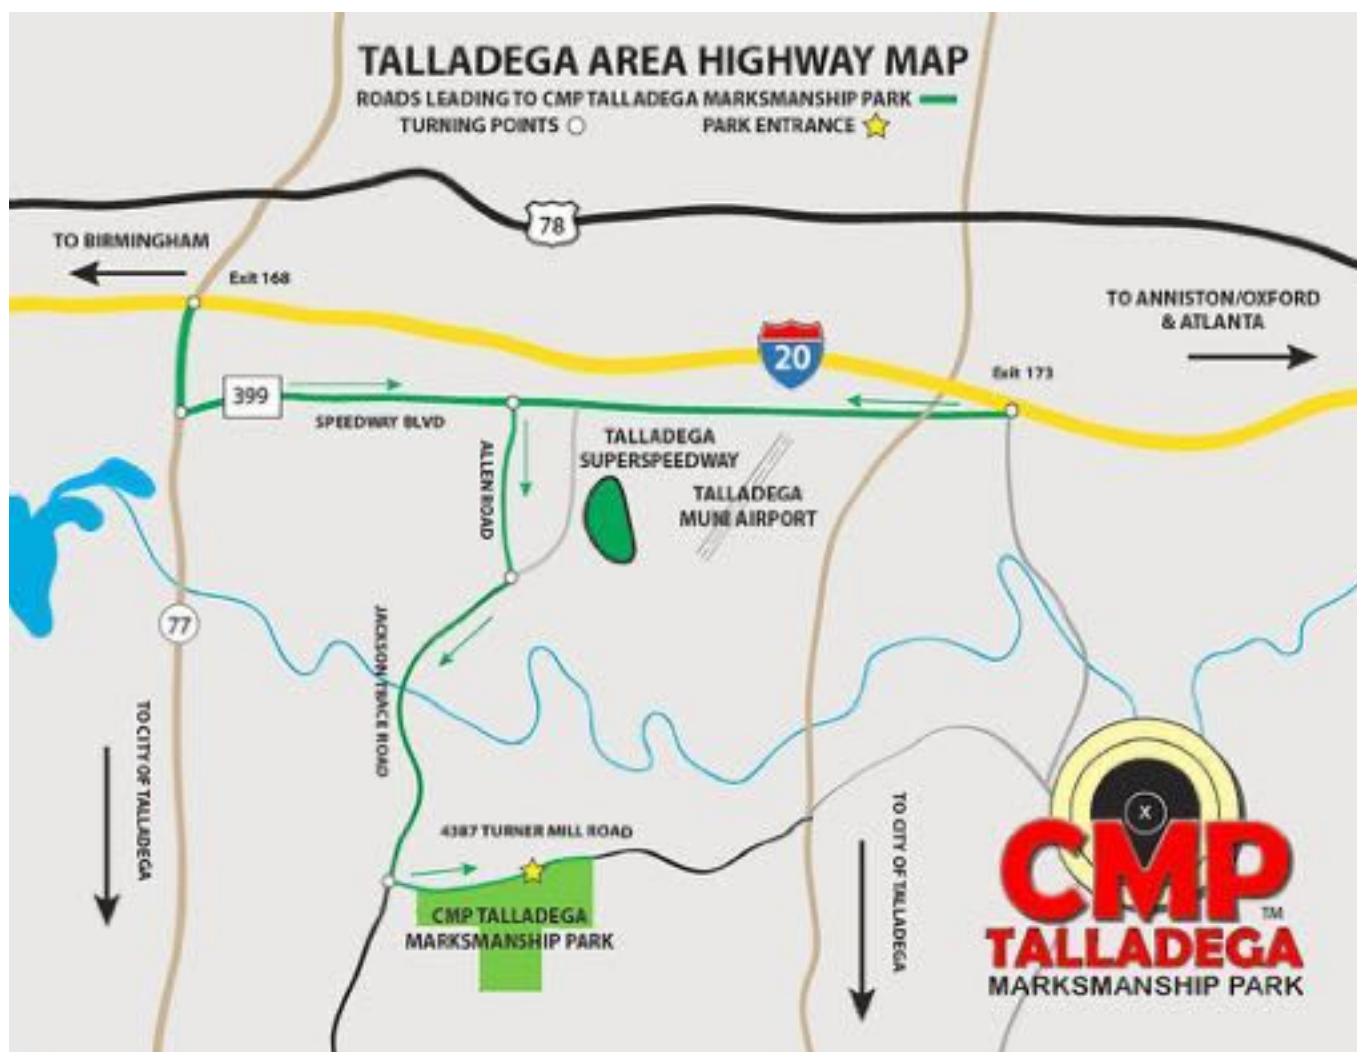 TALLADEGA AREA HIGHWAY MAP
ROADS LEADING TO CMP TALLADEGA MARKSMANSHIP PARK
TURNING POINTS
PARK ENTRANCE
78
TO BIRMINGHAM
Exit 168
TO ANNISTON/OXFORD
& ATLANTA
20
Exit 173
399
SPEEDWAY BLVD
ALLEN ROAD
TALLADEGA
SUPERSPEEDWAY
TALLADEGA
MUNI AIRPORT
77
JACKSON TRACE ROAD
TO CITY OF TALLADEGA
4387 TURNER MILL ROAD
TO CITY OF TALLADEGA
CMP TALLADEGA
MARKSMANSHIP PARK
X
CMP
TM
TALLADEGA
MARKSMANSHIP PARK